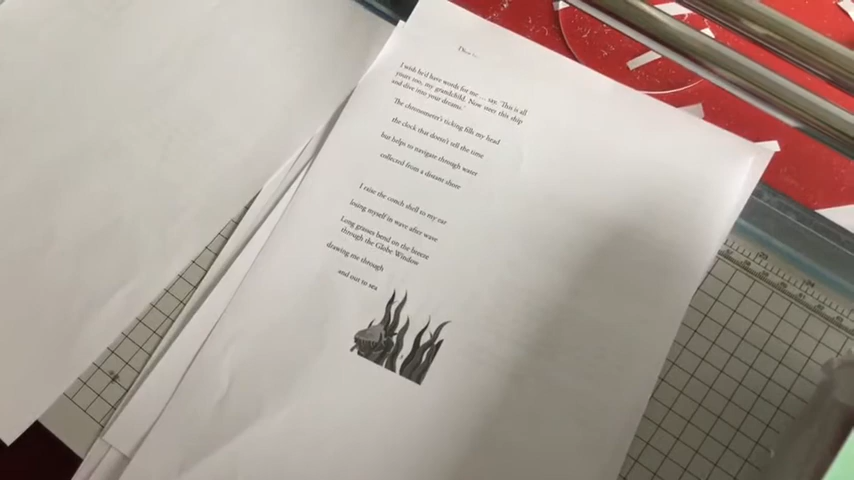 I wish he'd have words for me ... say, 'This is all
yours too, my grandchild. Now steer this ship
and dive into your dreams.'
The chronometer's ticking fills my head
the clock that doesn't tell the time
but helps to navigate through water
collected from a distant shore
I raise the conch shell to my ear
losing myself in wave after wave
Long grasses bend on the breeze
through the Globe Window
drawing me through
and out to sea